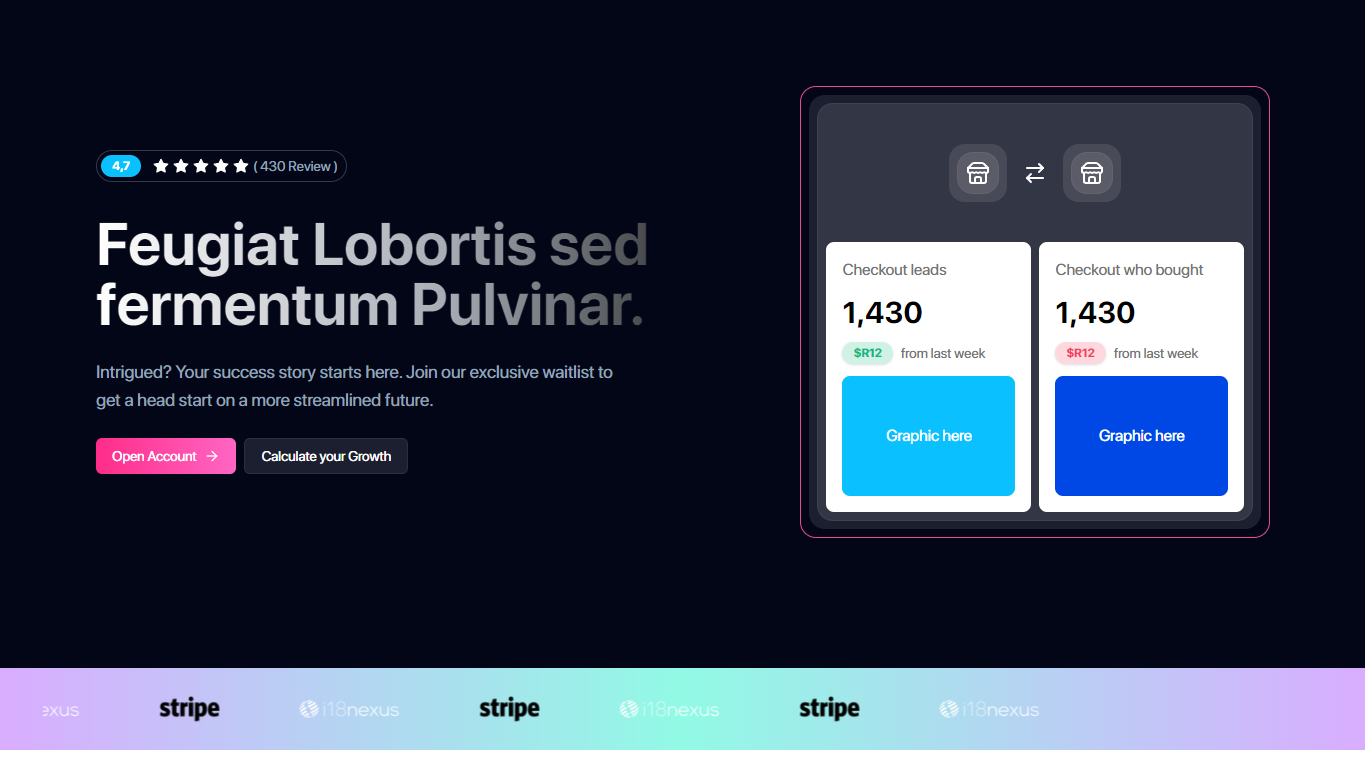 4,7 ( 430 Review )
Feugiat Lobortis sed
fermentum Pulvinar.
Intrigued? Your success story starts here. Join our exclusive waitlist to
get a head start on a more streamlined future.
Open Account
Calculate your Growth
Checkout leads
1,430
$R12 from last week
Graphic here
Checkout who bought
1,430
$R12 from last week
Graphic here
exus stripe i18nexus stripe i18nexus stripe i18nexus